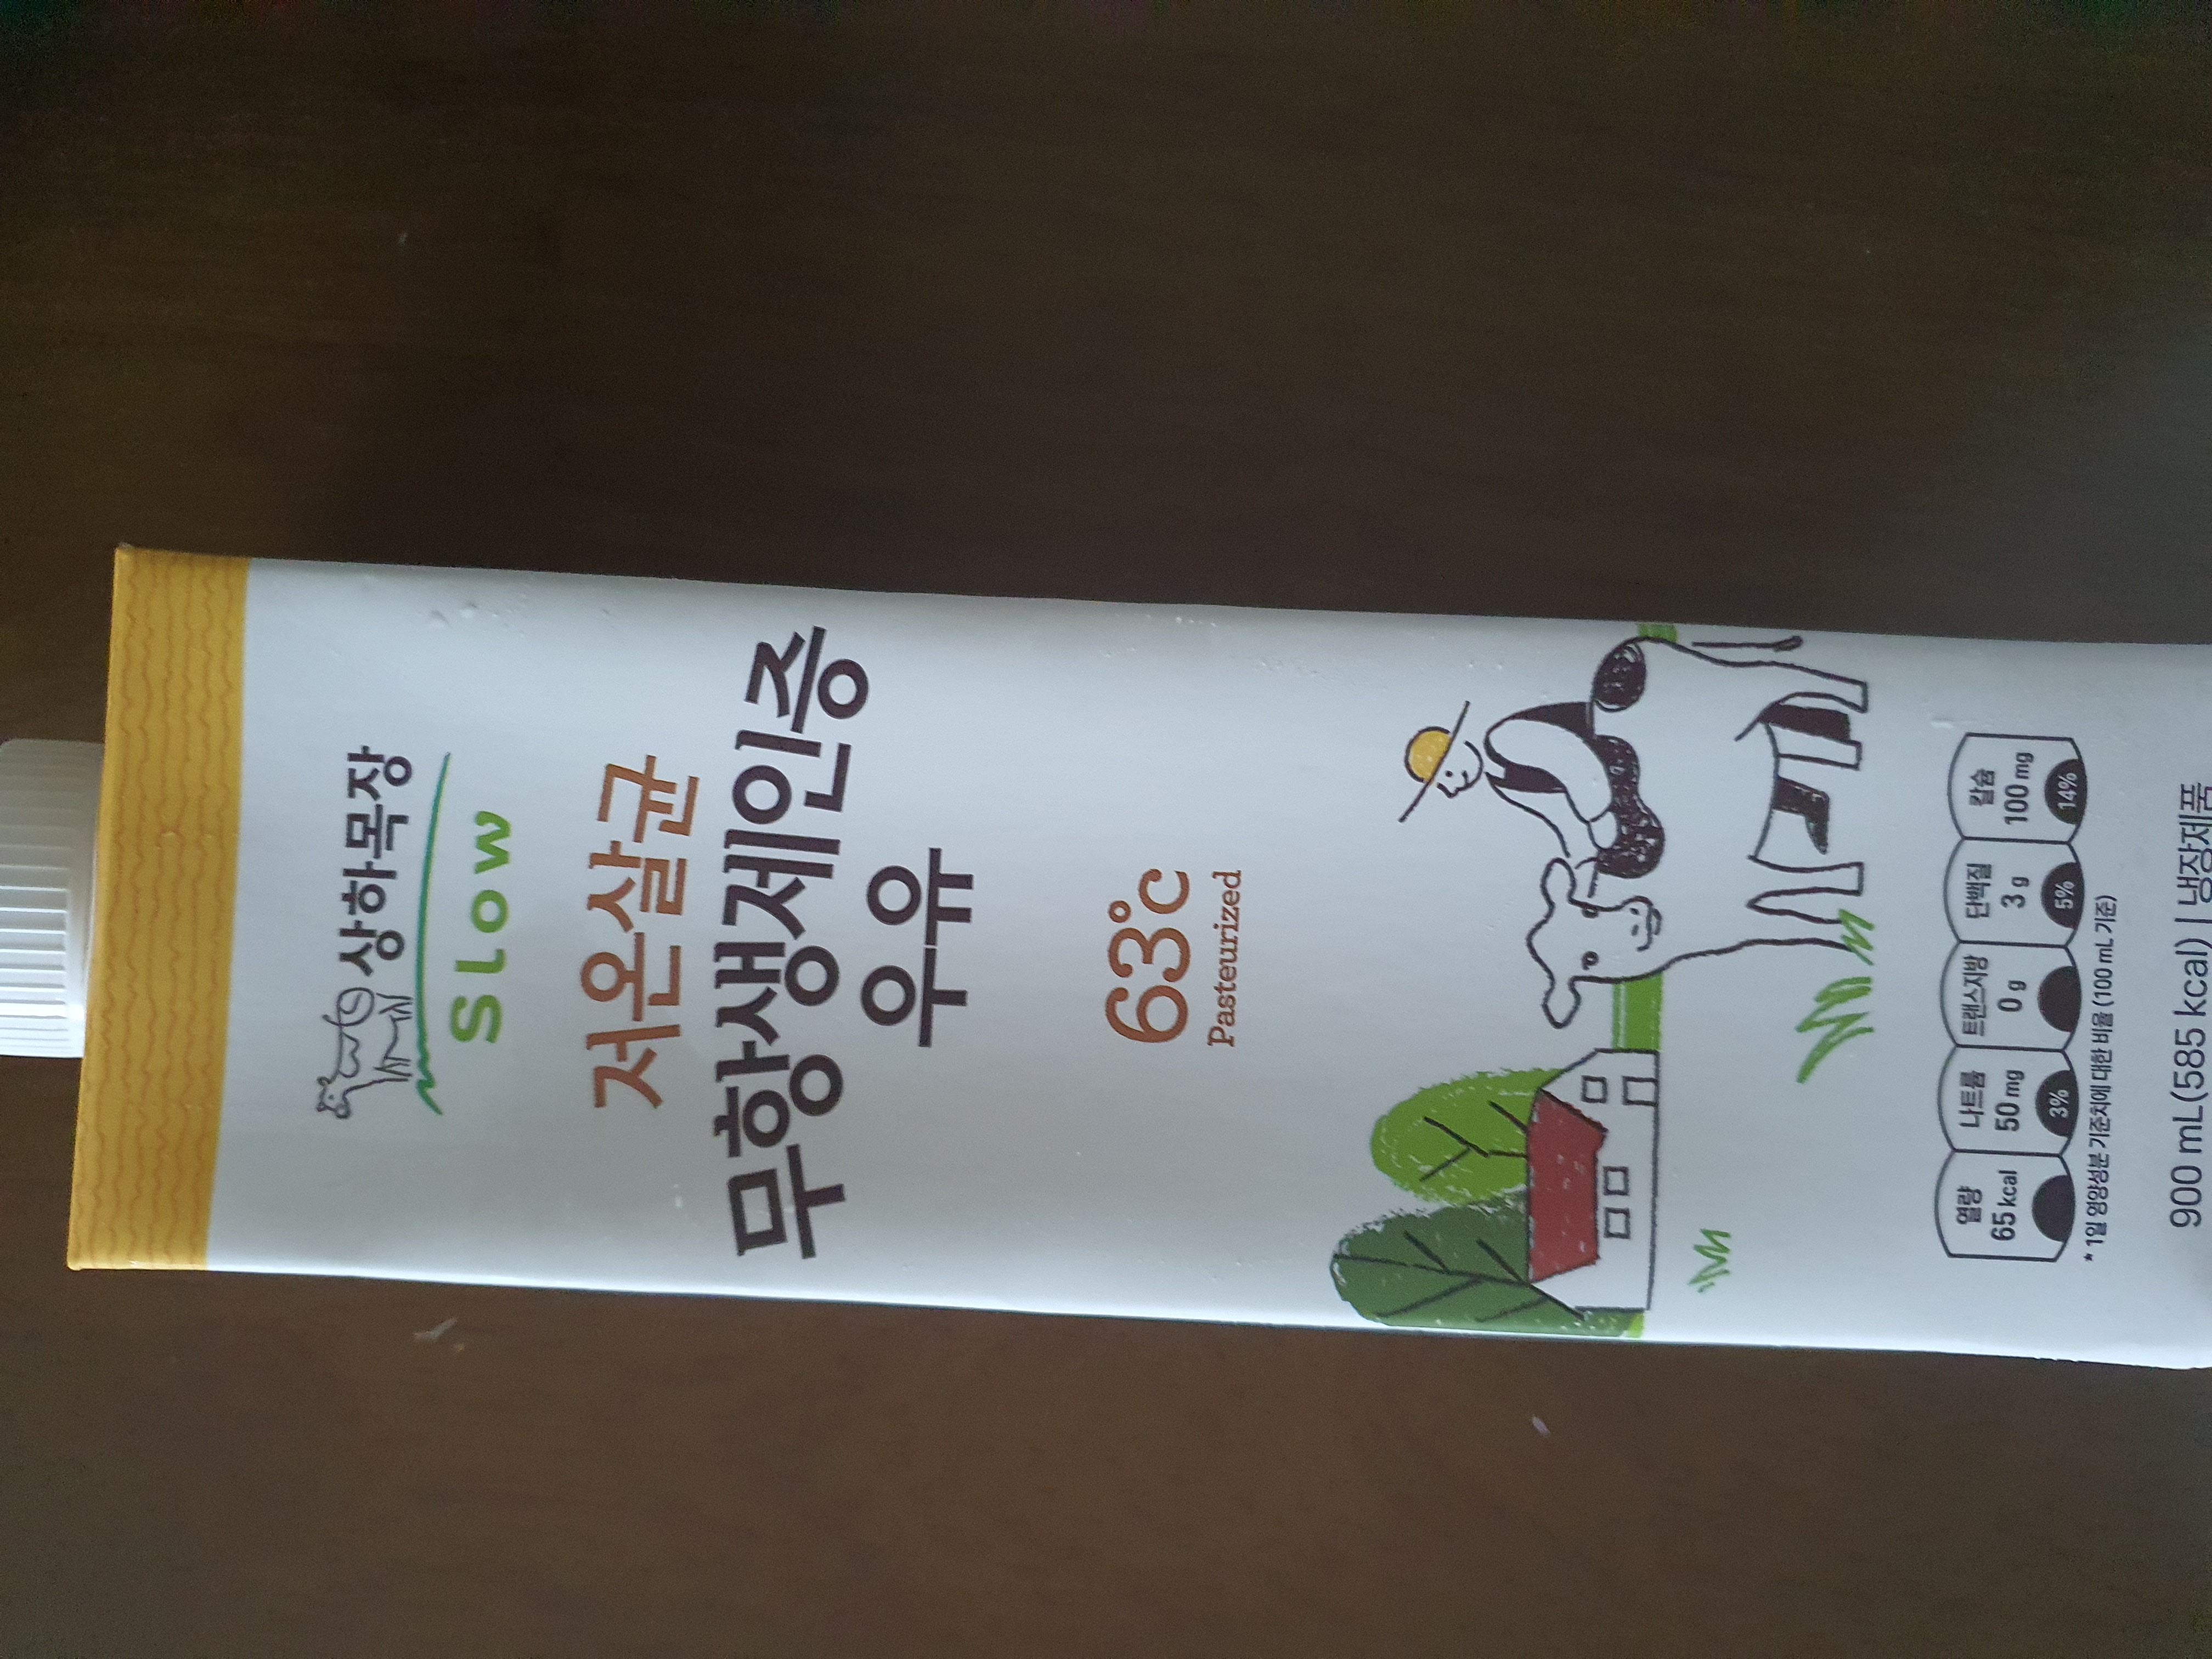 상하목장
SLOW
저온살균
무항생제인증
우유
63°C
Pasteurized
열량 나트륨 트랜스지방 단백질 칼슘
65 kcal 50 mg 0 g 3 g 100 mg
3% 5% 14%
* 1일 영양성분 기준치에 대한 비율 (100 mL 기준)
900 mL(585 kcal) | 냉장제품